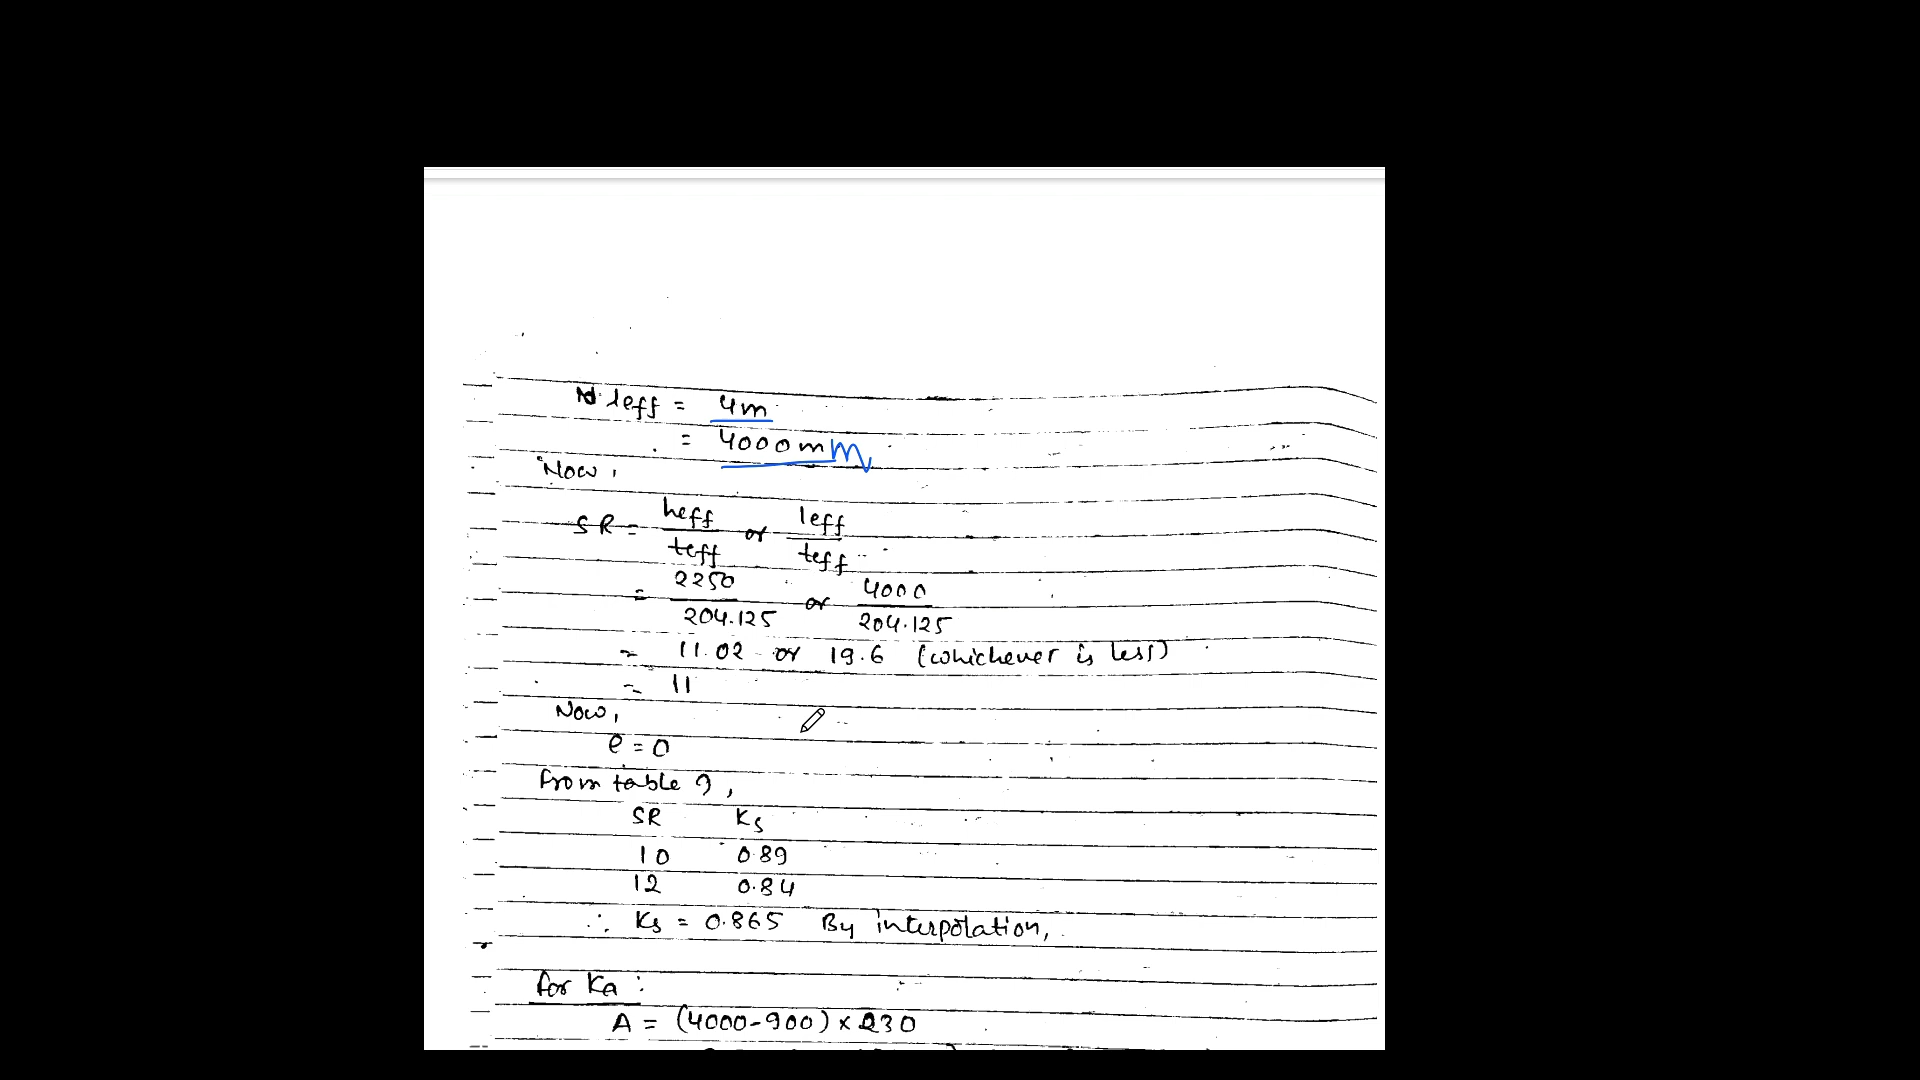 leff = 4m
= 4000mm
Now,
SR = heff/teff or leff/teff
= 2250/204.125 or 4000/204.125
= 11.02 or 19.6 (whichever is less)
= 11
Now,
e = 0
from table 9,
SR Ks
10 0.89
12 0.84
∴ Ks = 0.865 By interpolation,
for Ka :
A = (4000-900) x 230